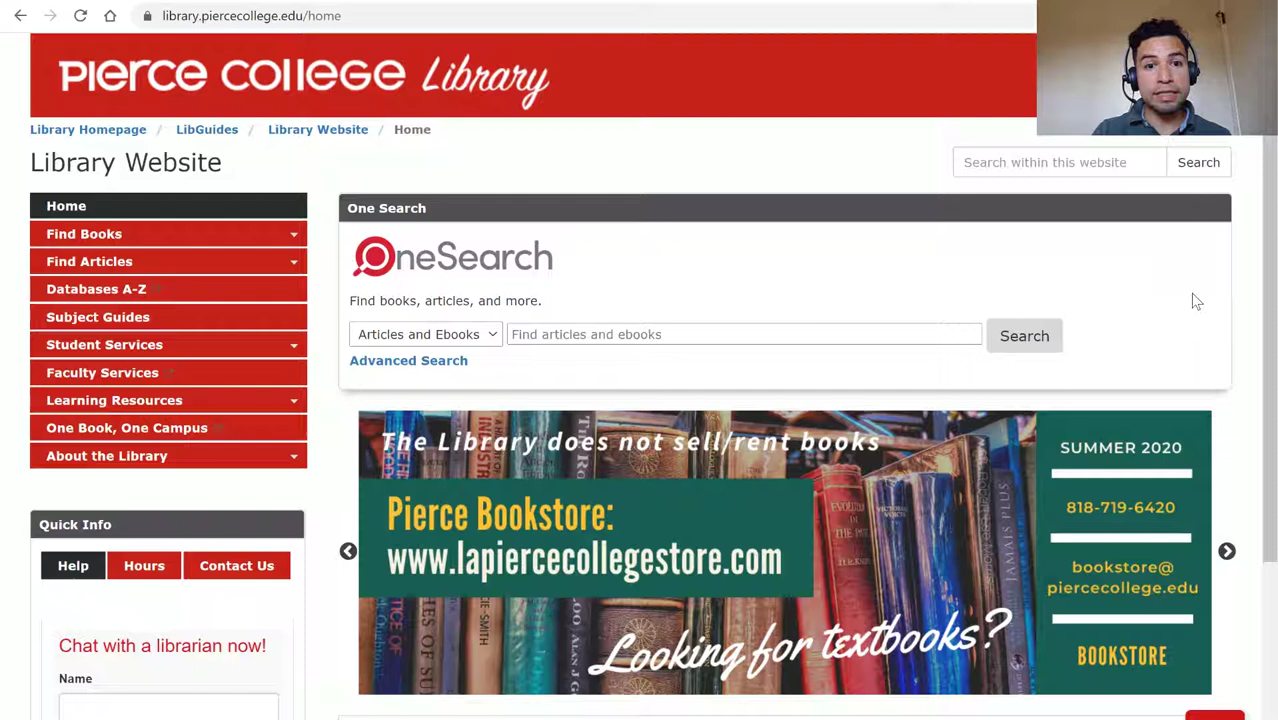 library.piercecollege.edu/home
PIERCE COLLEGE Library
Library Homepage / LibGuides / Library Website / Home
Library Website
Search within this website Search
Home
Find Books
Find Articles
Databases A-Z
Subject Guides
Student Services
Faculty Services
Learning Resources
One Book, One Campus
About the Library
One Search
OneSearch
Find books, articles, and more.
Articles and Ebooks Find articles and ebooks Search
Advanced Search
The Library does not sell/rent books
Pierce Bookstore:
www.lapiercecollegestore.com
Looking for textbooks?
SUMMER 2020
818-719-6420
bookstore@
piercecollege.edu
BOOKSTORE
Quick Info
Help Hours Contact Us
Chat with a librarian now!
Name